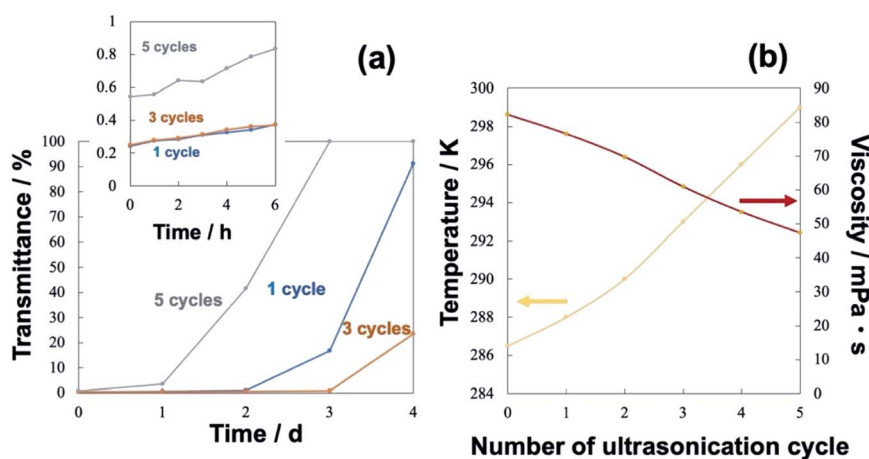 (a)
1
0.8
0.6
0.4
0.2
0
5 cycles
3 cycles
1 cycle
0 2 4 6
Time / h
Transmittance / %
100
90
80
70
60
50
40
30
20
10
0
5 cycles
1 cycle
3 cycles
0 1 2 3 4
Time / d
(b)
Temperature / K
300
298
296
294
292
290
288
286
284
90
80
70
60
50
40
30
20
10
0
Viscosity / mPa・s
0 1 2 3 4 5
Number of ultrasonication cycle